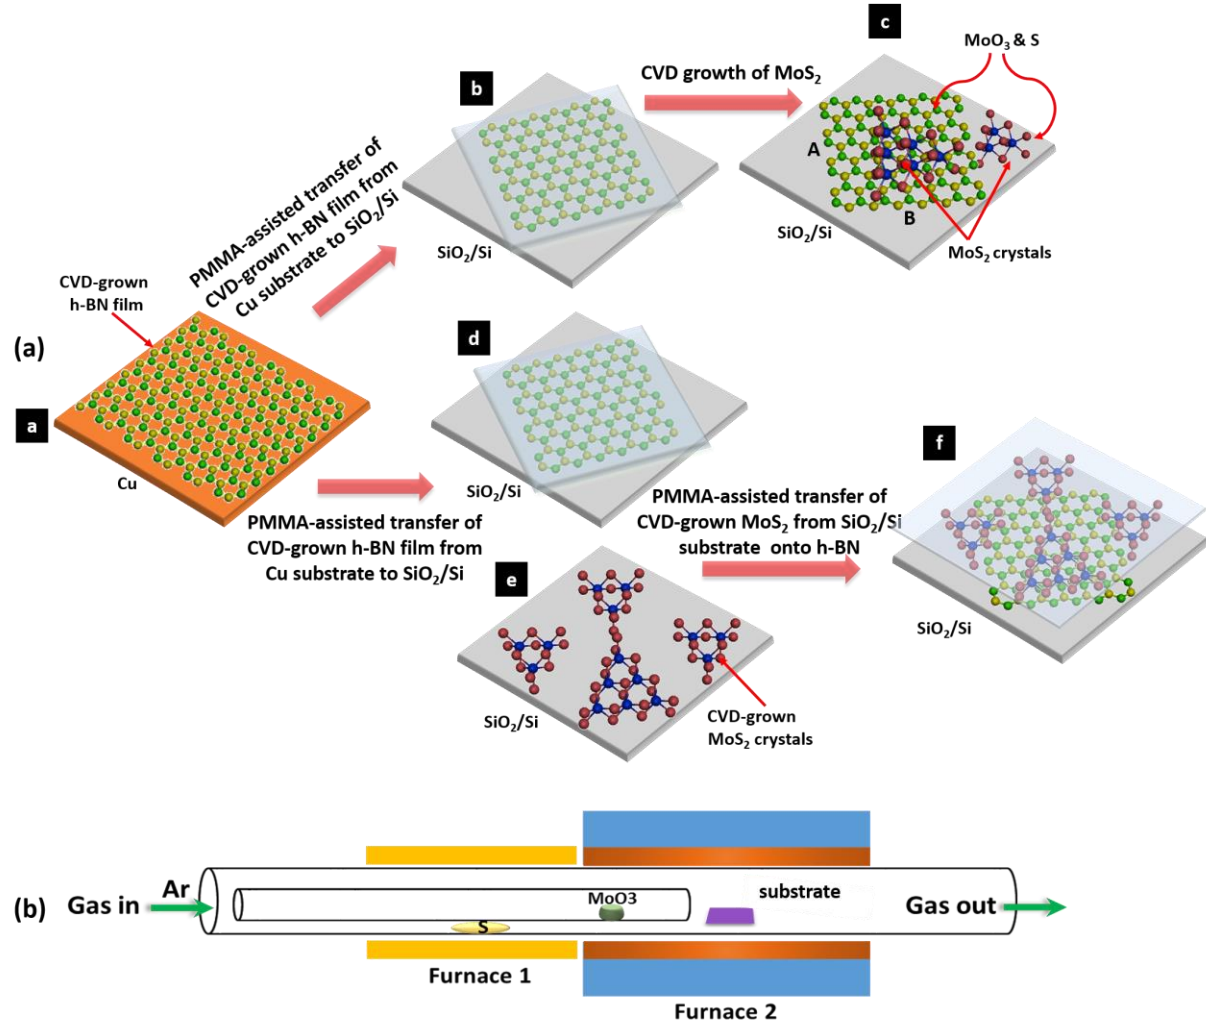 c
MoO₃ & S
b
CVD growth of MoS₂
A
B
SiO₂/Si
MoS₂ crystals
PMMA-assisted transfer of
CVD-grown h-BN film from
Cu substrate to SiO₂/Si
SiO₂/Si
CVD-grown
h-BN film
(a)
a
Cu
d
SiO₂/Si
PMMA-assisted transfer of
CVD-grown h-BN film from
Cu substrate to SiO₂/Si
PMMA-assisted transfer of
CVD-grown MoS₂ from SiO₂/Si
substrate onto h-BN
f
SiO₂/Si
e
SiO₂/Si
CVD-grown
MoS₂ crystals
(b)
Gas in
Ar
S
MoO3
substrate
Gas out
Furnace 1
Furnace 2